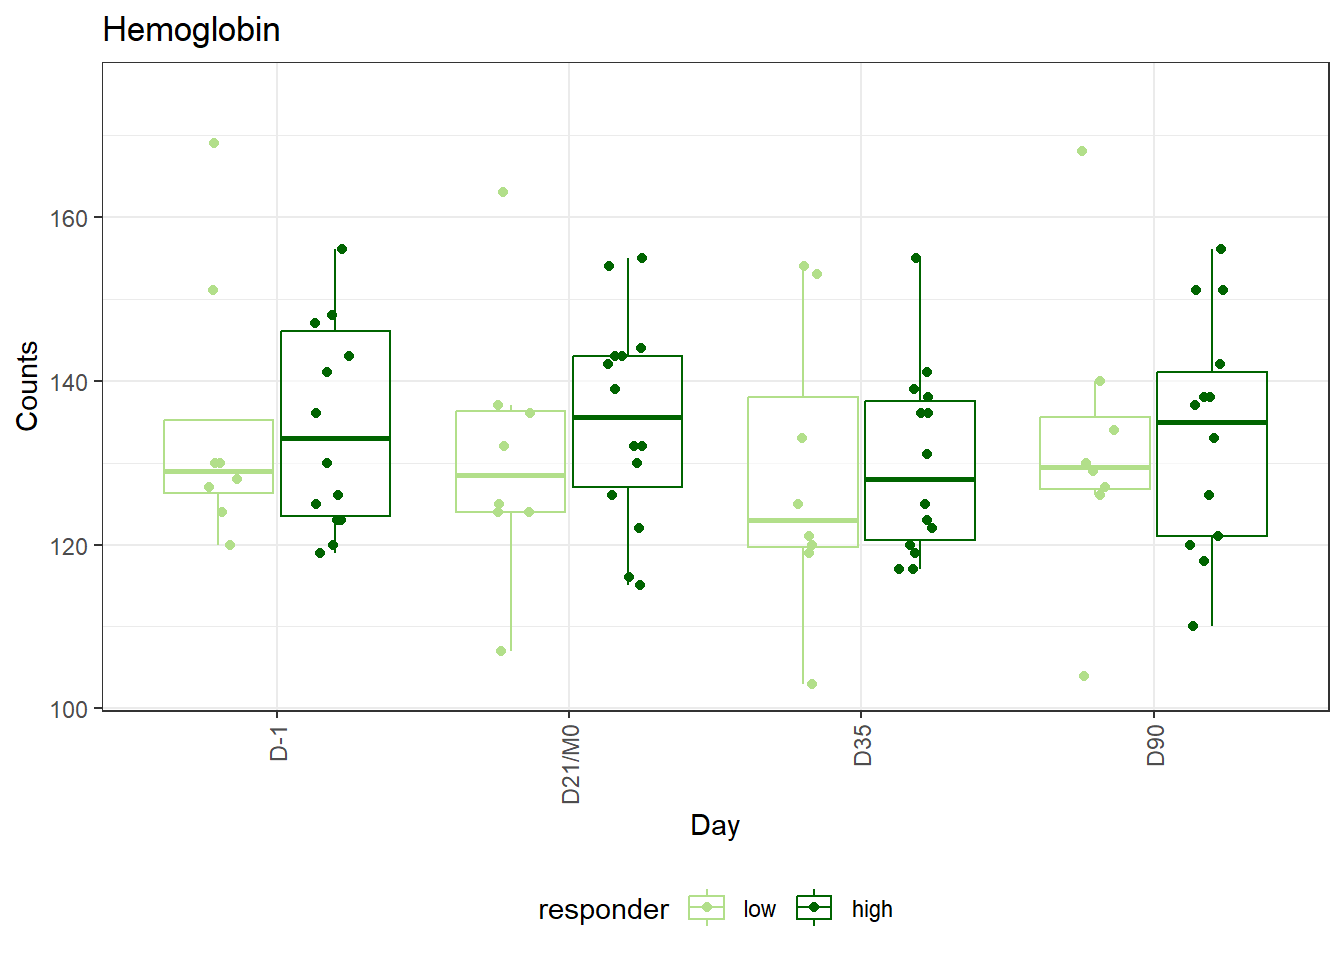 Hemoglobin
Counts
160
140
120
100
D-1
D21/M0
D35
D90
Day
responder low high